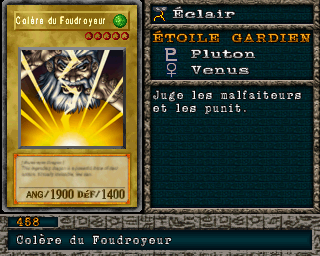 Colère du Foudroyeur
Éclair
ÉTOILE GARDIEN
Pluton
Venus
Juge les malfaiteurs
et les punit.
ANG/1900 DéF/1400
458
Colère du Foudroyeur